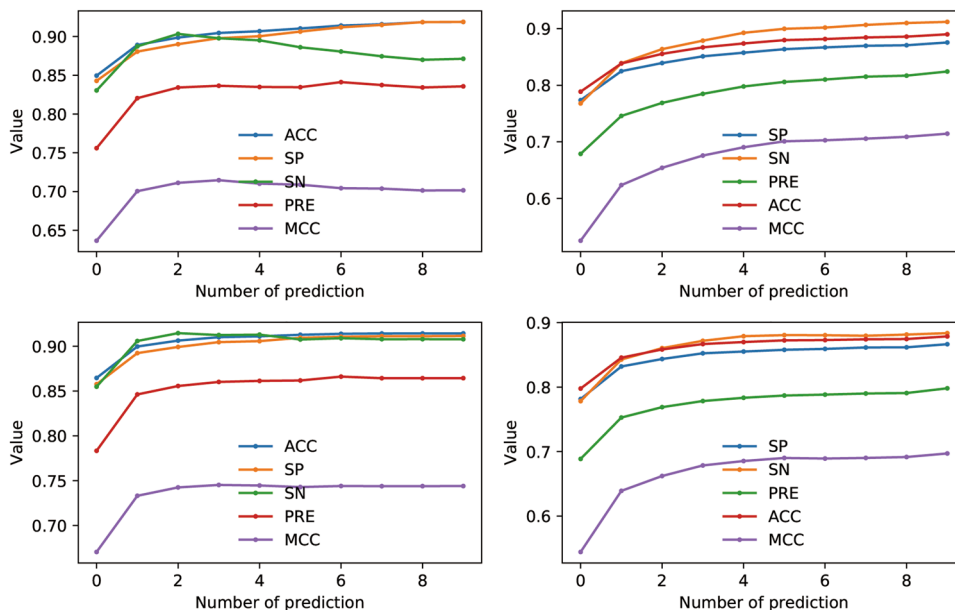 0.90
0.85
0.80
0.75
0.70
0.65
Value
ACC
SP
SN
PRE
MCC
0 2 4 6 8
Number of prediction
0.9
0.8
0.7
0.6
Value
SP
SN
PRE
ACC
MCC
0 2 4 6 8
Number of prediction
0.90
0.85
0.80
0.75
0.70
Value
ACC
SP
SN
PRE
MCC
0 2 4 6 8
Number of prediction
0.9
0.8
0.7
0.6
Value
SP
SN
PRE
ACC
MCC
0 2 4 6 8
Number of prediction